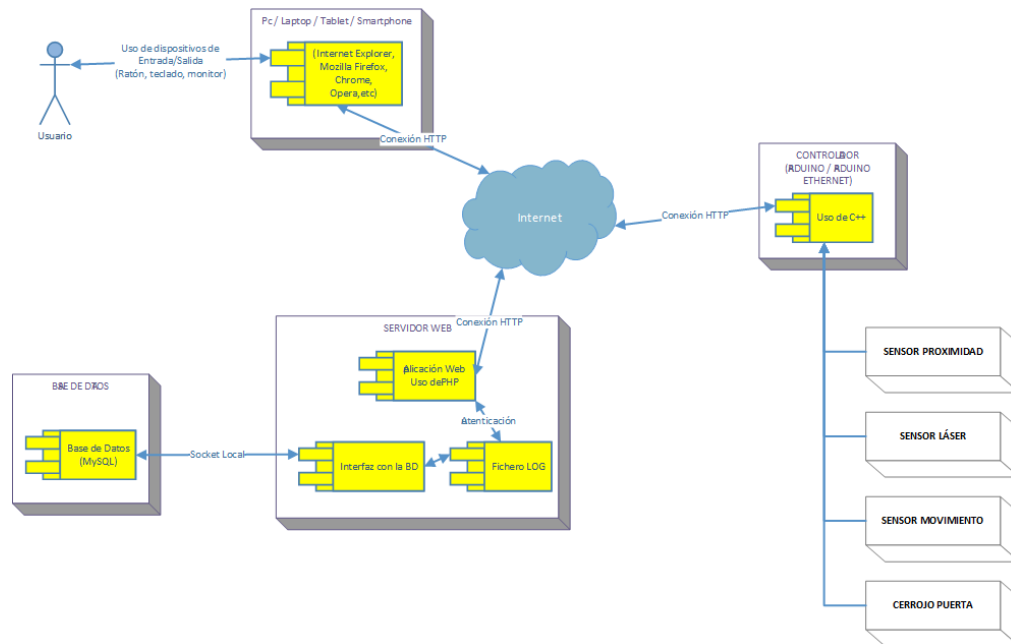 Pc / Laptop / Tablet / Smartphone
(Internet Explorer,
Mozilla Firefox,
Chrome,
Opera,etc)
Uso de dispositivos de
Entrada/Salida
(Ratón, teclado, monitor)
Usuario
Conexión HTTP
Internet
Conexión HTTP
CONTROLADOR
(ARDUINO / ARDUINO
ETHERNET)
Uso de C++
Conexión HTTP
SERVIDOR WEB
Aplicación Web
Uso dePHP
Atenticación
Interfaz con la BD
Fichero LOG
Socket Local
BASE DE DATOS
Base de Datos
(MySQL)
SENSOR PROXIMIDAD
SENSOR LÁSER
SENSOR MOVIMIENTO
CERROJO PUERTA